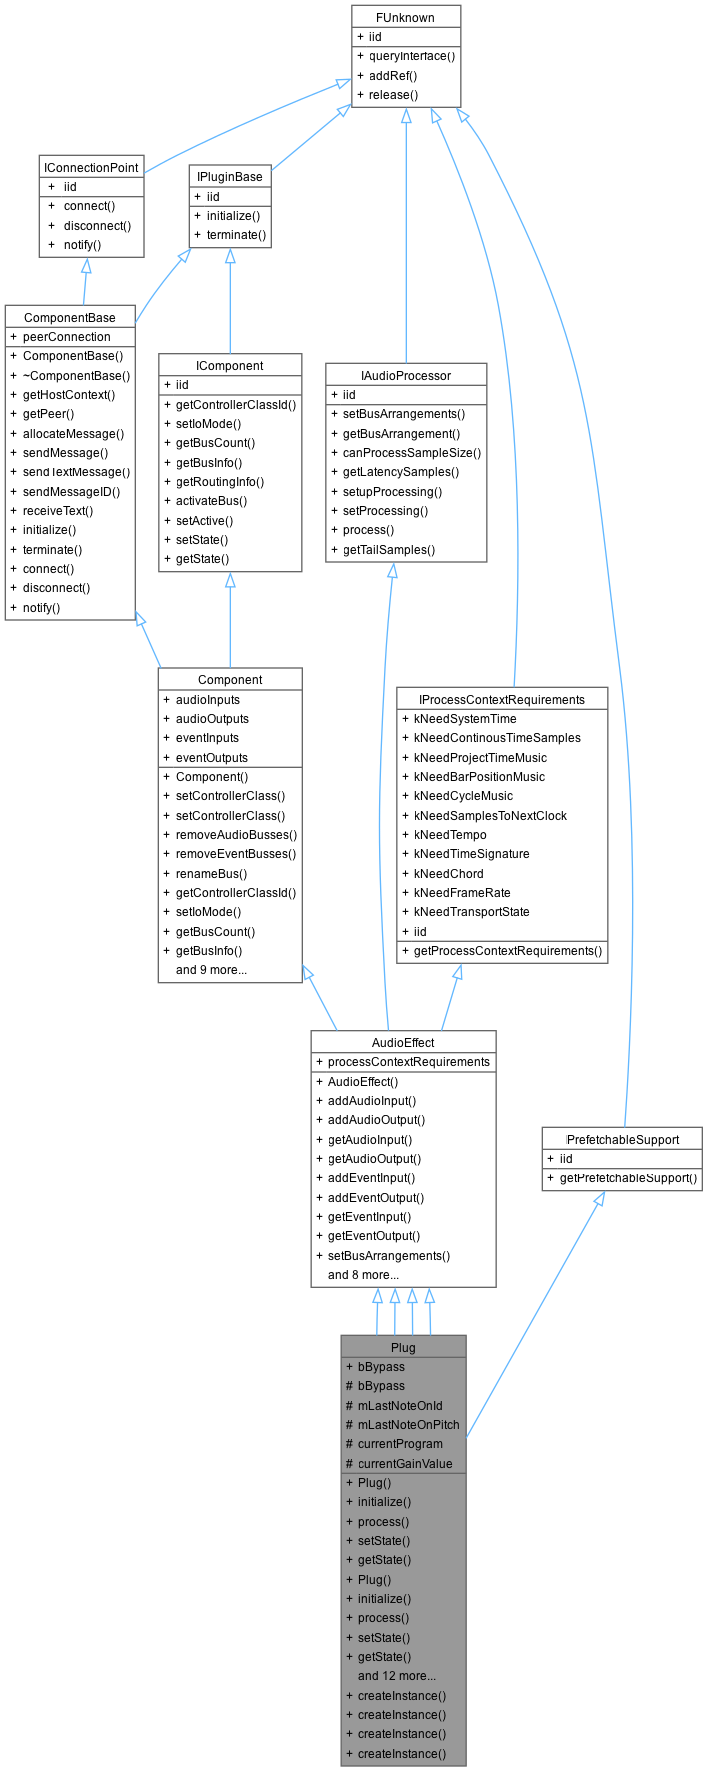 FUnknown
+ iid
+ queryInterface()
+ addRef()
+ release()
IConnectionPoint
+ iid
+ connect()
+ disconnect()
+ notify()
IPluginBase
+ iid
+ initialize()
+ terminate()
ComponentBase
+ peerConnection
+ ComponentBase()
+ ~ComponentBase()
+ getHostContext()
+ getPeer()
+ allocateMessage()
+ sendMessage()
+ sendTextMessage()
+ sendMessageID()
+ receiveText()
+ initialize()
+ terminate()
+ connect()
+ disconnect()
+ notify()
IComponent
+ iid
+ getControllerClassId()
+ setIoMode()
+ getBusCount()
+ getBusInfo()
+ getRoutingInfo()
+ activateBus()
+ setActive()
+ setState()
+ getState()
IAudioProcessor
+ iid
+ setBusArrangements()
+ getBusArrangement()
+ canProcessSampleSize()
+ getLatencySamples()
+ setupProcessing()
+ setProcessing()
+ process()
+ getTailSamples()
Component
+ audioInputs
+ audioOutputs
+ eventInputs
+ eventOutputs
+ Component()
+ setControllerClass()
+ setControllerClass()
+ removeAudioBusses()
+ removeEventBusses()
+ renameBus()
+ getControllerClassId()
+ setIoMode()
+ getBusCount()
+ getBusInfo()
and 9 more...
IProcessContextRequirements
+ kNeedSystemTime
+ kNeedContinousTimeSamples
+ kNeedProjectTimeMusic
+ kNeedBarPositionMusic
+ kNeedCycleMusic
+ kNeedSamplesToNextClock
+ kNeedTempo
+ kNeedTimeSignature
+ kNeedChord
+ kNeedFrameRate
+ kNeedTransportState
+ iid
+ getProcessContextRequirements()
AudioEffect
+ processContextRequirements
+ AudioEffect()
+ addAudioInput()
+ addAudioOutput()
+ getAudioInput()
+ getAudioOutput()
+ addEventInput()
+ addEventOutput()
+ getEventInput()
+ getEventOutput()
+ setBusArrangements()
and 8 more...
IPrefetchableSupport
+ iid
+ getPrefetchableSupport()
Plug
+ bBypass
# bBypass
# mLastNoteOnId
# mLastNoteOnPitch
# currentProgram
# currentGainValue
+ Plug()
+ initialize()
+ process()
+ setState()
+ getState()
+ Plug()
+ initialize()
+ process()
+ setState()
+ getState()
and 12 more...
+ createInstance()
+ createInstance()
+ createInstance()
+ createInstance()